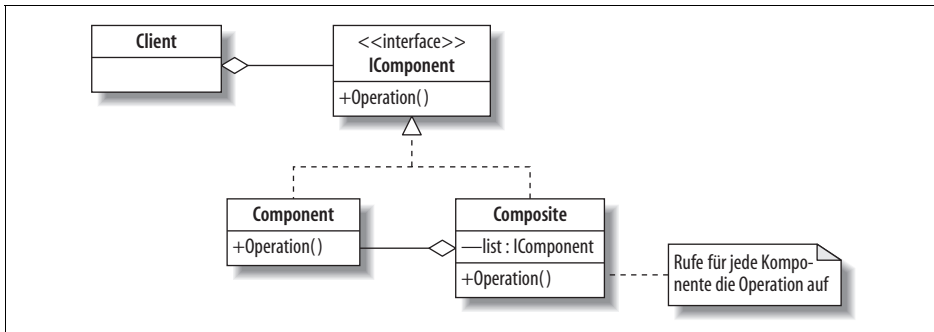 Client
<<interface>>
IComponent
+Operation()
Component
+Operation()
Composite
—list : IComponent
+Operation()
Rufe für jede Kompo-
nente die Operation auf